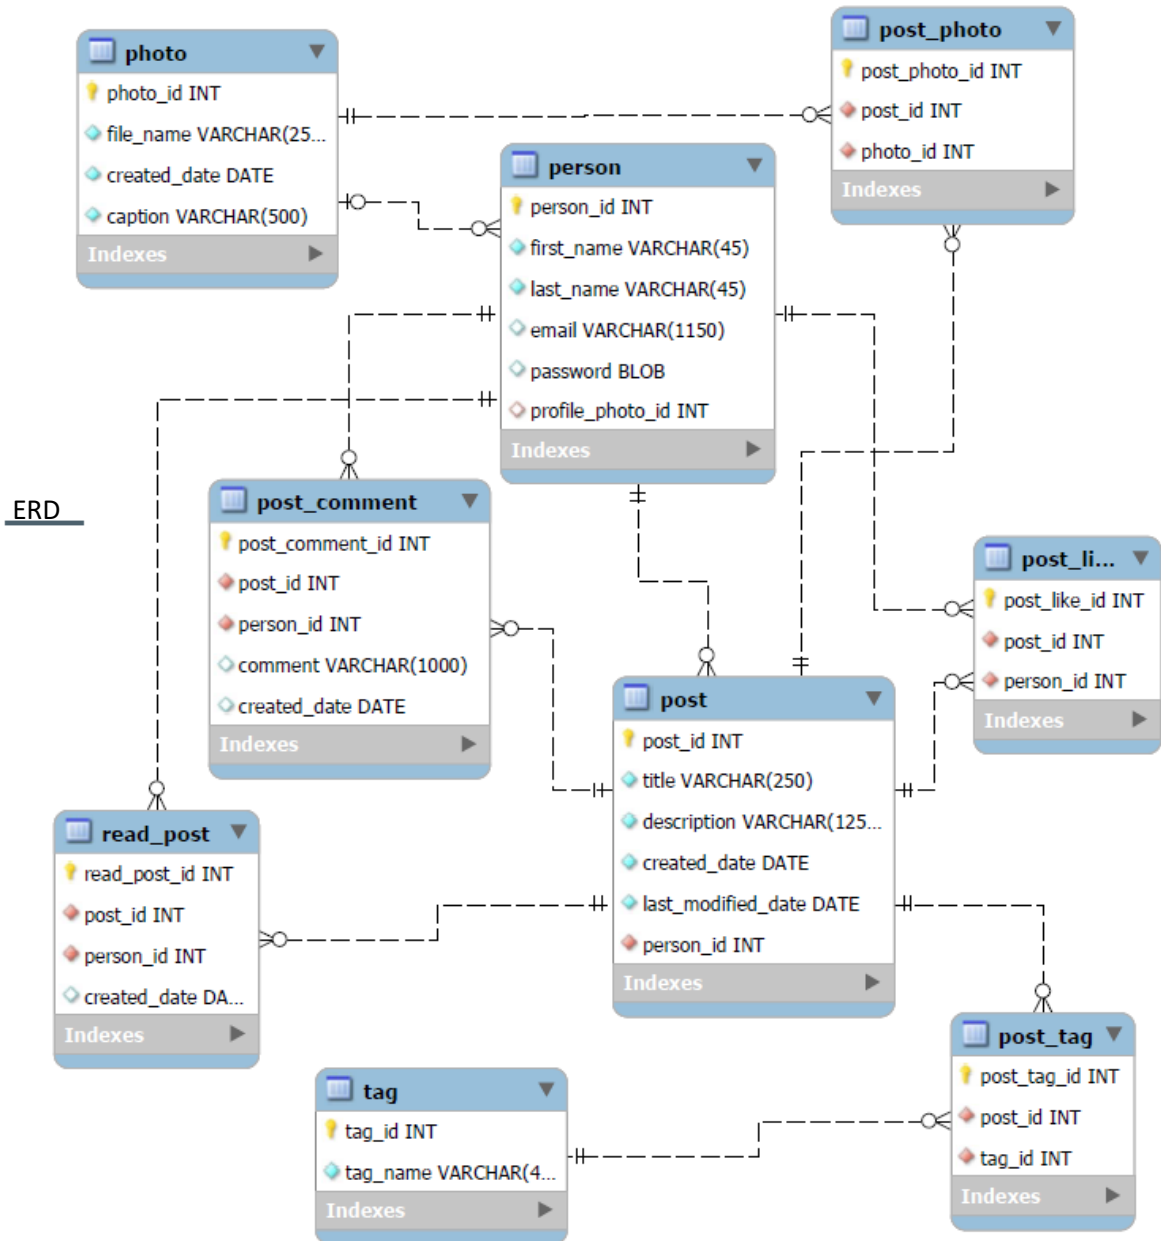 photo
photo_id INT
file_name VARCHAR(25...
created_date DATE
caption VARCHAR(500)
Indexes
post_photo
post_photo_id INT
post_id INT
photo_id INT
Indexes
person
person_id INT
first_name VARCHAR(45)
last_name VARCHAR(45)
email VARCHAR(1150)
password BLOB
profile_photo_id INT
Indexes
ERD
post_comment
post_comment_id INT
post_id INT
person_id INT
comment VARCHAR(1000)
created_date DATE
Indexes
post_li...
post_like_id INT
post_id INT
person_id INT
Indexes
post
post_id INT
title VARCHAR(250)
description VARCHAR(125...
created_date DATE
last_modified_date DATE
person_id INT
Indexes
read_post
read_post_id INT
post_id INT
person_id INT
created_date DA...
Indexes
tag
tag_id INT
tag_name VARCHAR(4...
Indexes
post_tag
post_tag_id INT
post_id INT
tag_id INT
Indexes